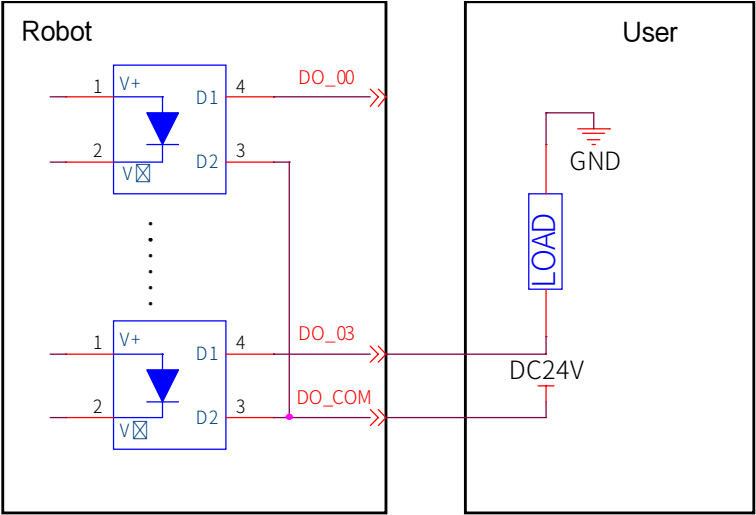 Robot
User
DO_00
1 V+ D1 4
2 V☒ D2 3
GND
LOAD
DO_03
1 V+ D1 4
DC24V
DO_COM
2 V☒ D2 3